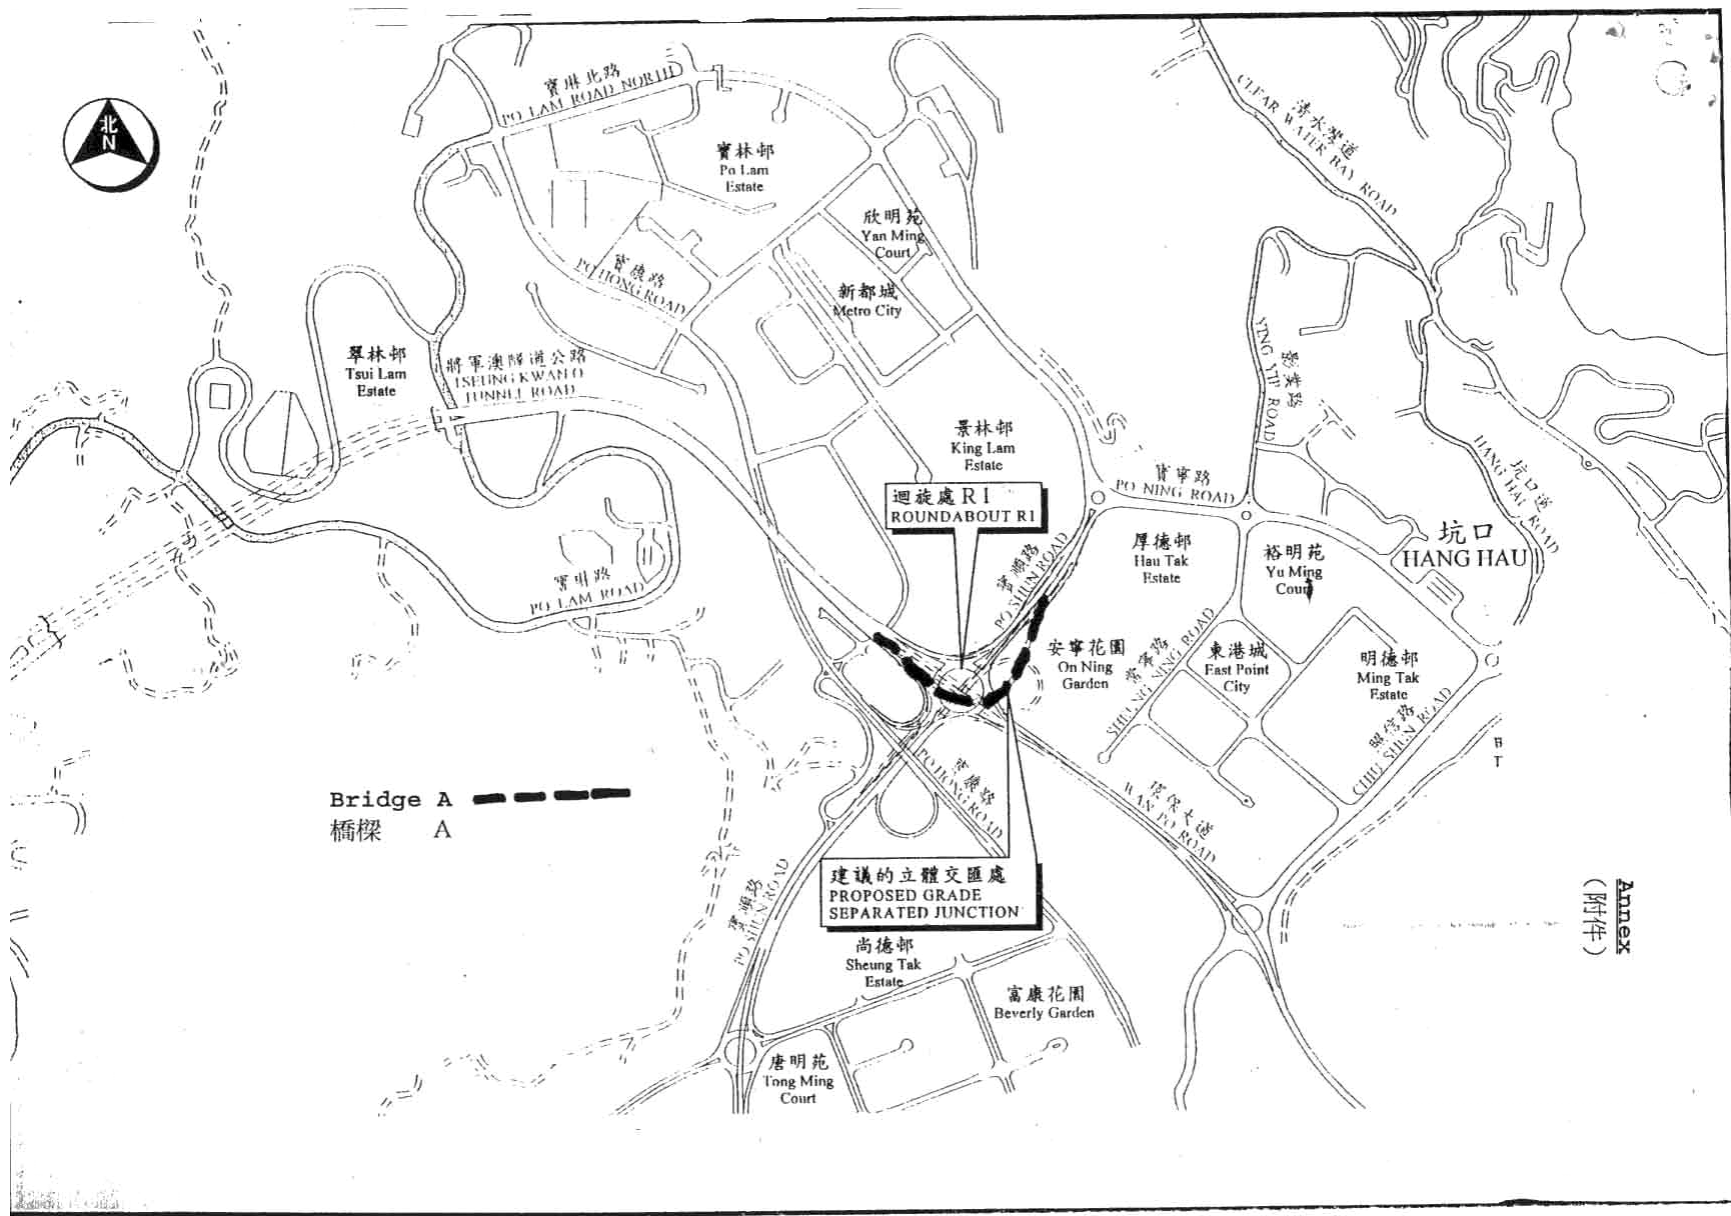 北
N
寶琳北路
PO LAM ROAD NORTH
清水灣道
CLEAR WATER BAY ROAD
寶林邨
Po Lam
Estate
欣明苑
Yan Ming
Court
寶康路
PO HONG ROAD
新都城
Metro City
翠林邨
Tsui Lam
Estate
將軍澳隧道公路
TSEUNG KWAN O
TUNNEL ROAD
影業路
YING YIP ROAD
景林邨
King Lam
Estate
坑口道
HANG HAU ROAD
寶寧路
PO NING ROAD
迴旋處 R1
ROUNDABOUT R1
坑口
HANG HAU
寶順路
PO SHUN ROAD
厚德邨
Hau Tak
Estate
裕明苑
Yu Ming
Court
PO LAM ROAD
安寧花園
On Ning
Garden
常寧路
SHEUNG NING ROAD
東港城
East Point
City
明德邨
Ming Tak
Estate
昭信路
CHIU SHUN ROAD
寶康路
PO HONG ROAD
環保大道
WAN PO ROAD
Bridge A
橋樑 A
建議的立體交匯處
PROPOSED GRADE
SEPARATED JUNCTION
寶順路
PO SHUN ROAD
Annex
（附件）
尚德邨
Sheung Tak
Estate
富康花園
Beverly Garden
唐明苑
Tong Ming
Court